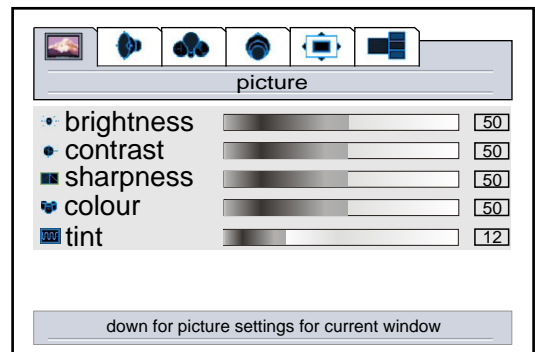 picture
brightness 50
contrast 50
sharpness 50
colour 50
tint 12
down for picture settings for current window